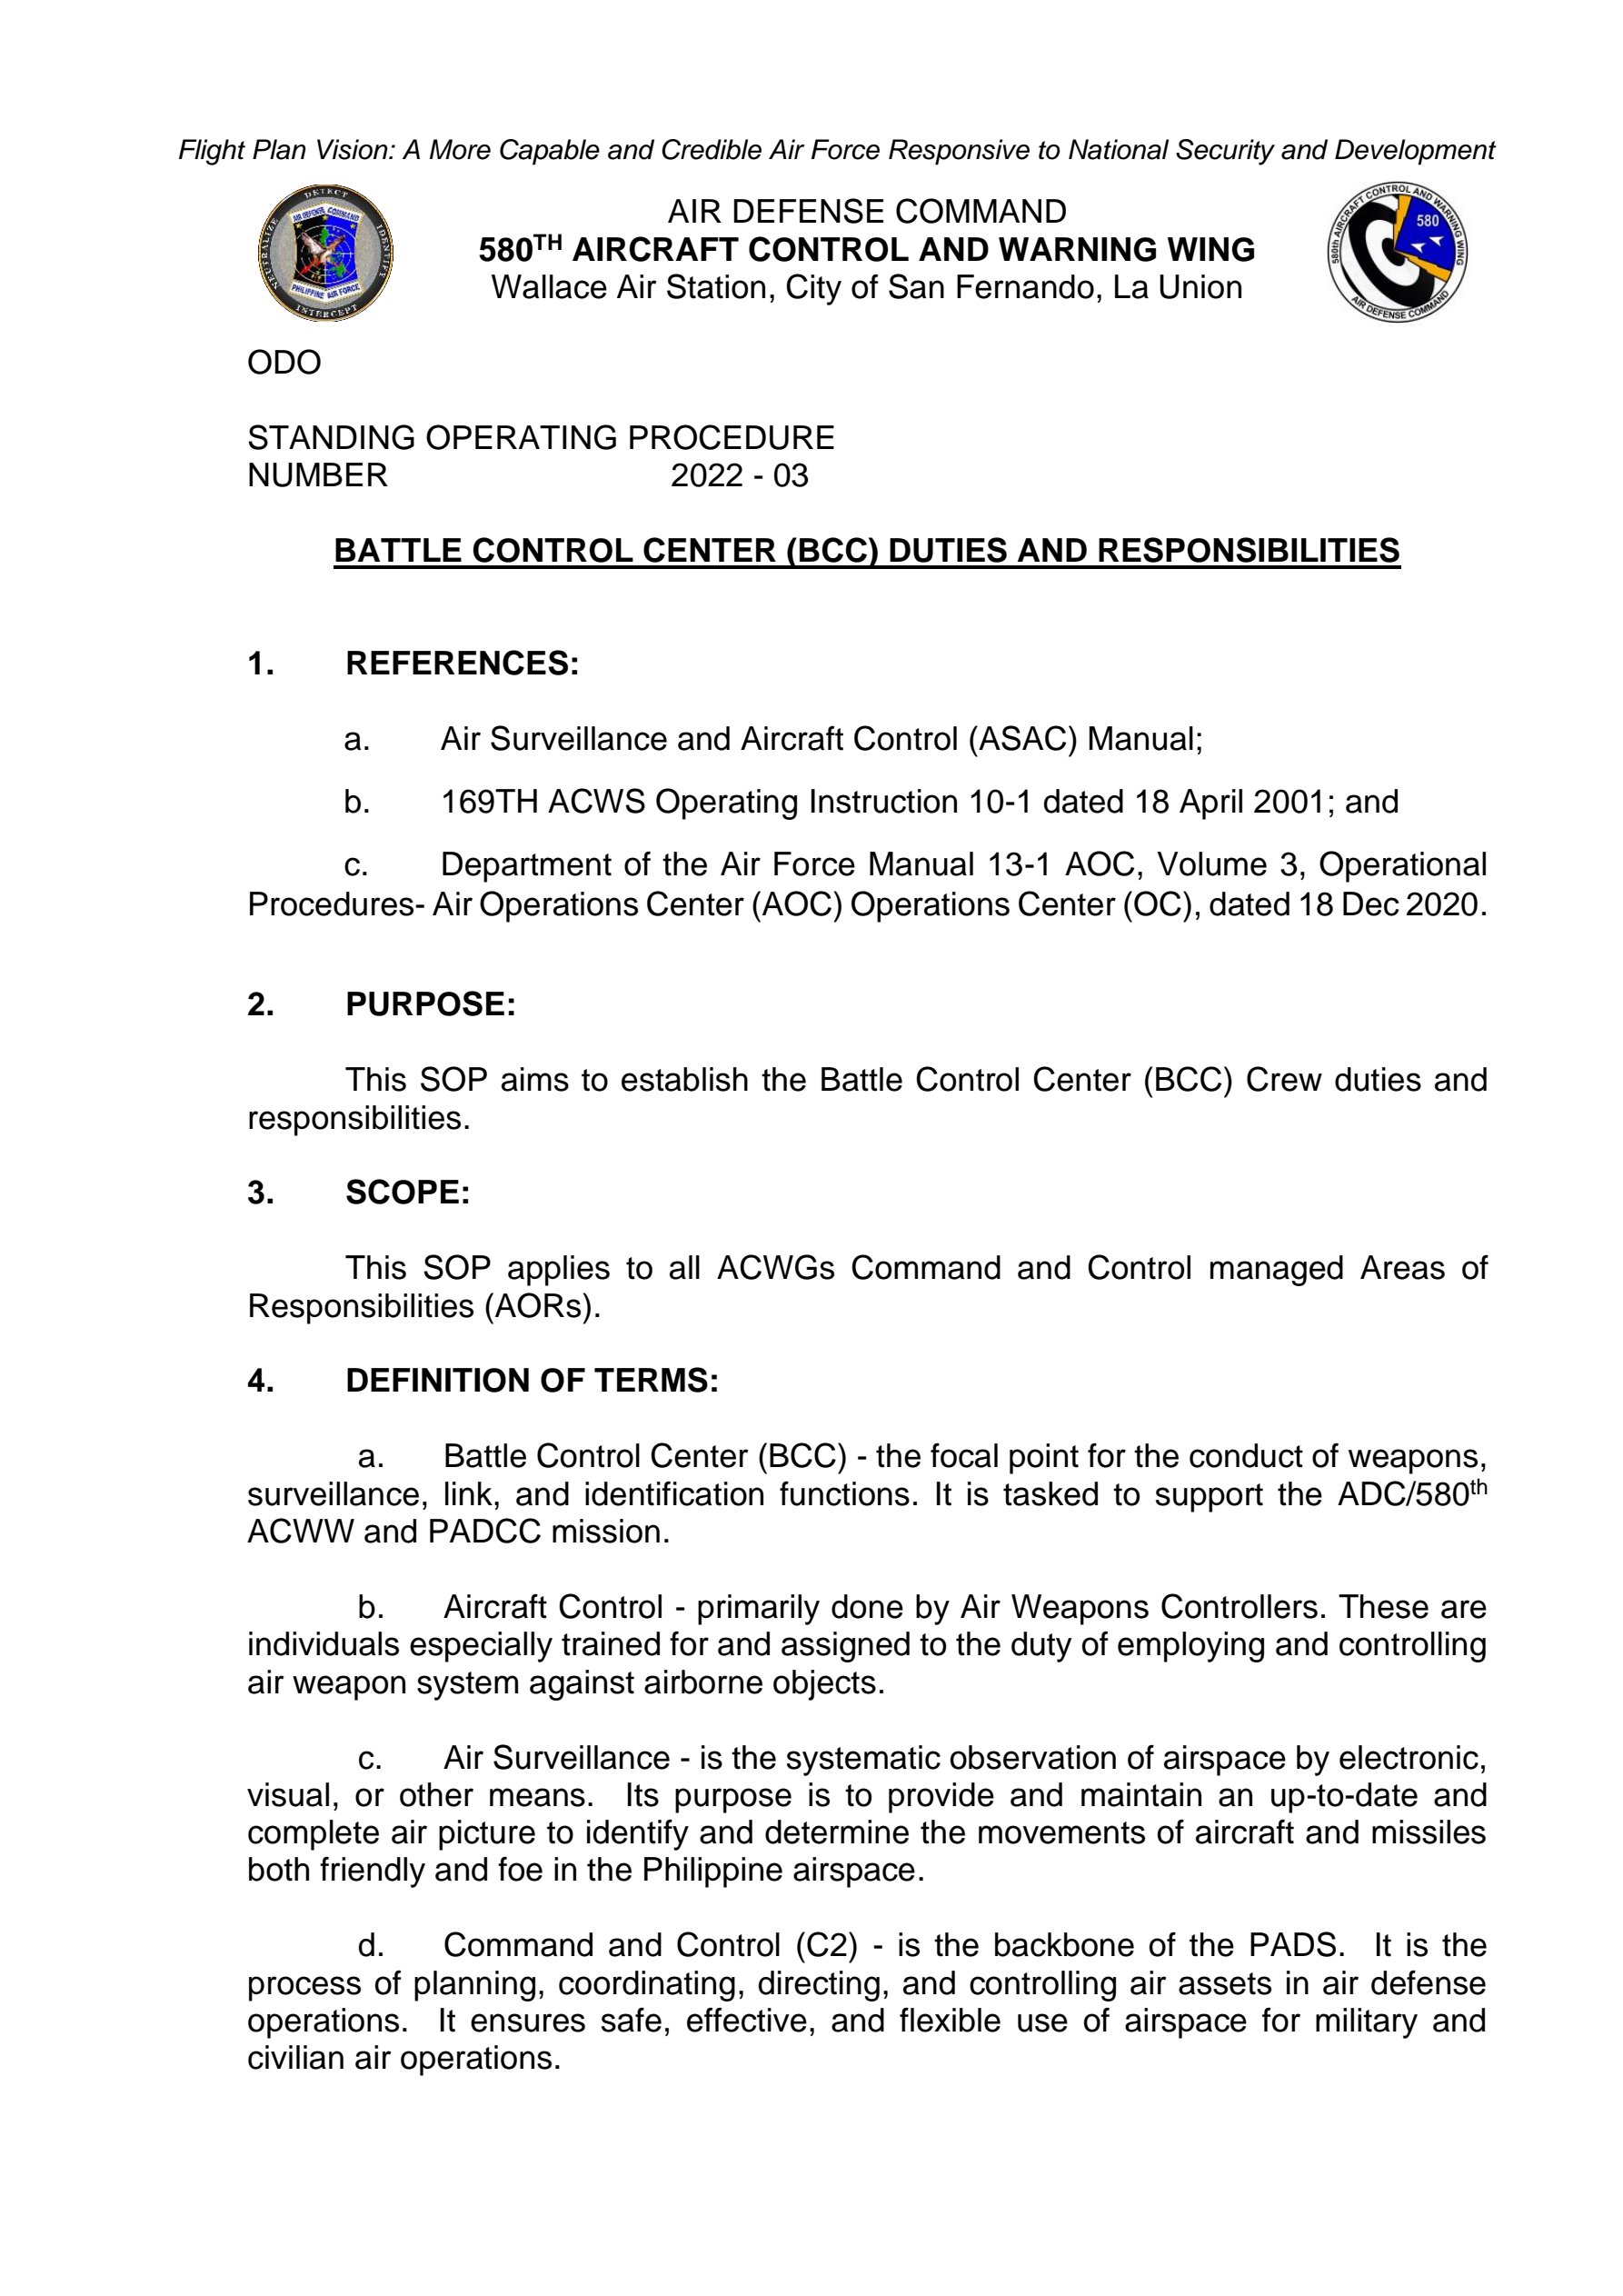 Flight Plan Vision: A More Capable and Credible Air Force Responsive to National Security and Development
DETECT
IDENTIFY
NEUTRALIZE
INTERCEPT
AIR DEFENSE COMMAND
PHILIPPINE AIR FORCE
AIR DEFENSE COMMAND
580TH AIRCRAFT CONTROL AND WARNING WING
Wallace Air Station, City of San Fernando, La Union
580th AIRCRAFT CONTROL AND WARNING WING
580
AIR DEFENSE COMMAND
ODO
STANDING OPERATING PROCEDURE
NUMBER 2022 - 03
BATTLE CONTROL CENTER (BCC) DUTIES AND RESPONSIBILITIES
1. REFERENCES:
a. Air Surveillance and Aircraft Control (ASAC) Manual;
b. 169TH ACWS Operating Instruction 10-1 dated 18 April 2001; and
c. Department of the Air Force Manual 13-1 AOC, Volume 3, Operational
Procedures- Air Operations Center (AOC) Operations Center (OC), dated 18 Dec 2020.
2. PURPOSE:
This SOP aims to establish the Battle Control Center (BCC) Crew duties and
responsibilities.
3. SCOPE:
This SOP applies to all ACWGs Command and Control managed Areas of
Responsibilities (AORs).
4. DEFINITION OF TERMS:
a. Battle Control Center (BCC) - the focal point for the conduct of weapons,
surveillance, link, and identification functions. It is tasked to support the ADC/580th
ACWW and PADCC mission.
b. Aircraft Control - primarily done by Air Weapons Controllers. These are
individuals especially trained for and assigned to the duty of employing and controlling
air weapon system against airborne objects.
c. Air Surveillance - is the systematic observation of airspace by electronic,
visual, or other means. Its purpose is to provide and maintain an up-to-date and
complete air picture to identify and determine the movements of aircraft and missiles
both friendly and foe in the Philippine airspace.
d. Command and Control (C2) - is the backbone of the PADS. It is the
process of planning, coordinating, directing, and controlling air assets in air defense
operations. It ensures safe, effective, and flexible use of airspace for military and
civilian air operations.